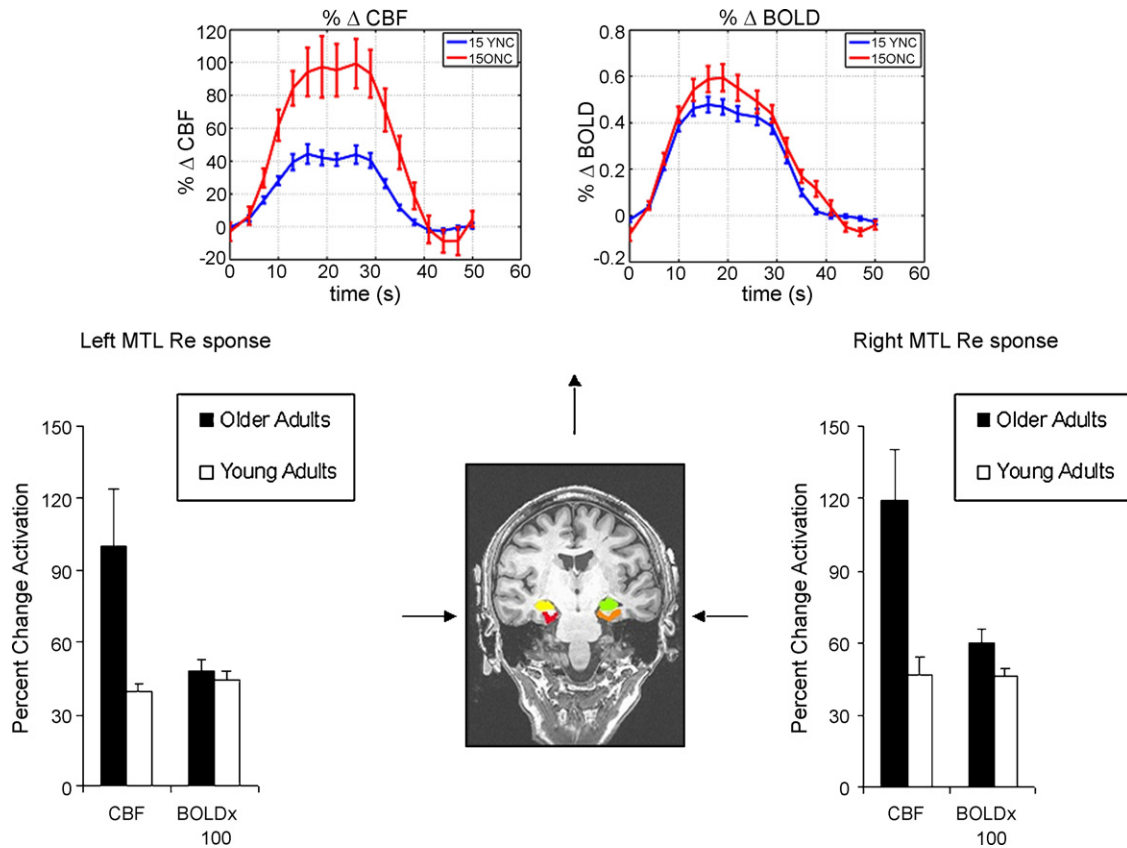 % Δ CBF
120
100
80
60
40
20
0
-20
% Δ CBF
15 YNC
15ONC
0 10 20 30 40 50 60
time (s)
% Δ BOLD
0.8
0.6
0.4
0.2
0
-0.2
% Δ BOLD
15 YNC
15ONC
0 10 20 30 40 50 60
time (s)
Left MTL Re sponse
Older Adults
Young Adults
150
120
90
60
30
0
Percent Change Activation
CBF BOLDx
100
Right MTL Re sponse
Older Adults
Young Adults
150
120
90
60
30
0
Percent Change Activation
CBF BOLDx
100